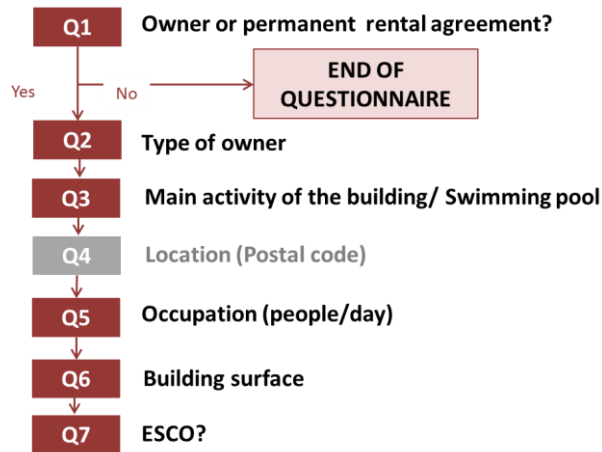 Q1 Owner or permanent rental agreement?
Yes No END OF
QUESTIONNAIRE
Q2 Type of owner
Q3 Main activity of the building/ Swimming pool
Q4 Location (Postal code)
Q5 Occupation (people/day)
Q6 Building surface
Q7 ESCO?